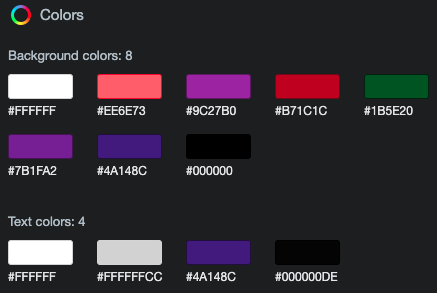 Colors
Background colors: 8
#FFFFFF #EE6E73 #9C27B0 #B71C1C #1B5E20
#7B1FA2 #4A148C #000000
Text colors: 4
#FFFFFF #FFFFFFCC #4A148C #000000DE